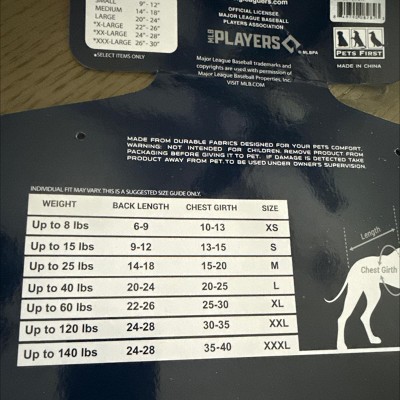 SMALL 9" - 12"
MEDIUM 14" - 18"
LARGE 20" - 24"
*X-LARGE 22" - 26"
*XX-LARGE 24" - 28"
*XXX-LARGE 26" - 30"
*SELECT ITEMS ONLY
OFFICIAL LICENSEE
MAJOR LEAGUE BASEBALL
PLAYERS ASSOCIATION
MLB PLAYERS
© MLBPA
Major League Baseball trademarks and
copyrights are used with permission of
Major League Baseball Properties, Inc.
VISIT MLB.COM
PETS FIRST
MADE IN CHINA
MADE FROM DURABLE FABRICS DESIGNED FOR YOUR PETS COMFORT.
WARNING: NOT INTENDED FOR CHILDREN. REMOVE PRODUCT FROM
PACKAGING BEFORE GIVING IT TO PET. IF DAMAGE IS DETECTED TAKE
PRODUCT AWAY FROM PET. TO BE USED UNDER OWNER'S SUPERVISION.
INDIVIDUAL FIT MAY VARY. THIS IS A SUGGESTED SIZE GUIDE ONLY.
WEIGHT BACK LENGTH CHEST GIRTH SIZE
Up to 8 lbs 6-9 10-13 XS
Up to 15 lbs 9-12 13-15 S
Up to 25 lbs 14-18 15-20 M
Up to 40 lbs 20-24 20-25 L
Up to 60 lbs 22-26 25-30 XL
Up to 120 lbs 24-28 30-35 XXL
Up to 140 lbs 24-28 35-40 XXXL
Length
Chest Girth